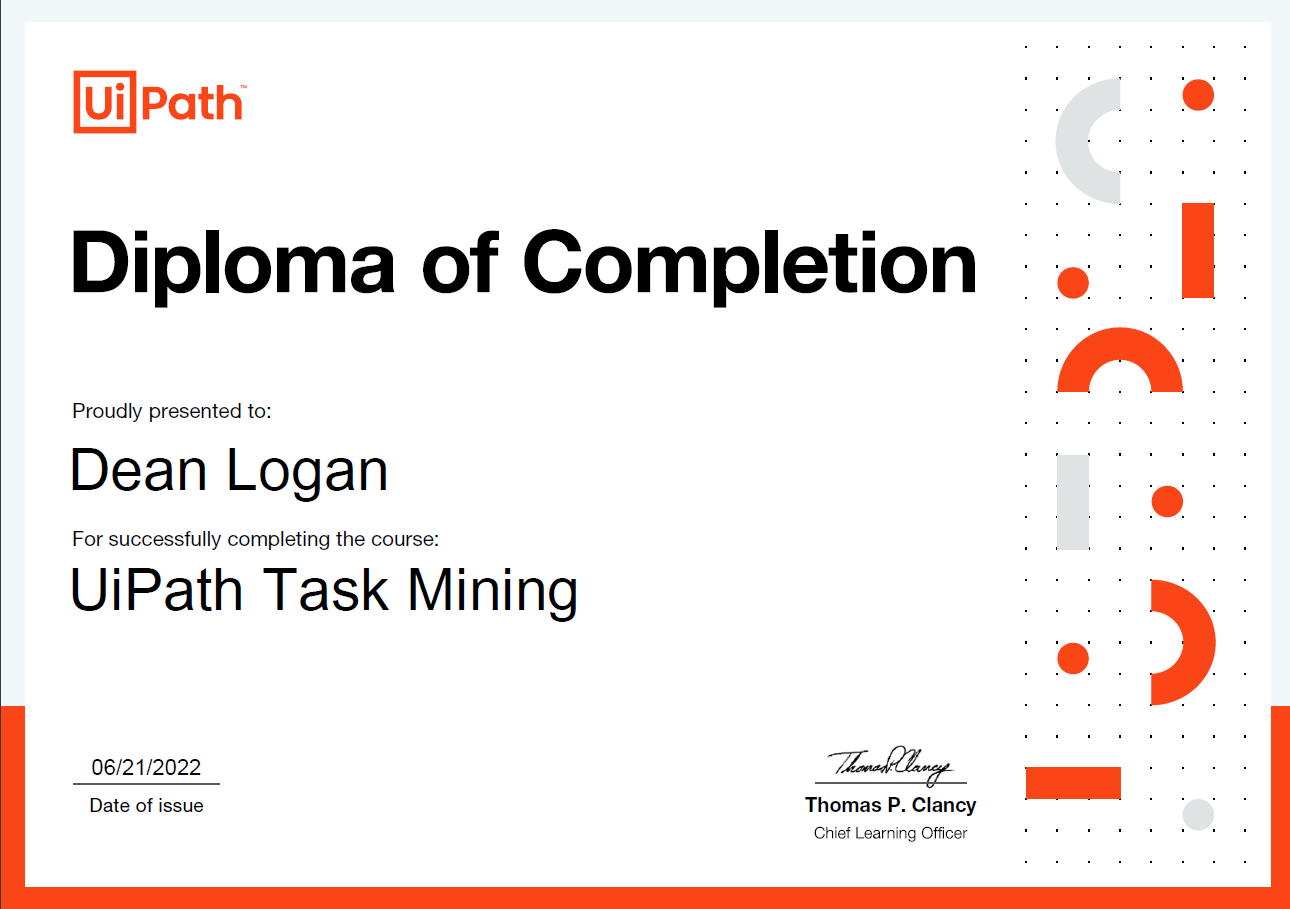 UiPath™
Diploma of Completion
Proudly presented to:
Dean Logan
For successfully completing the course:
UiPath Task Mining
06/21/2022
Date of issue
Thomas P. Clancy
Thomas P. Clancy
Chief Learning Officer